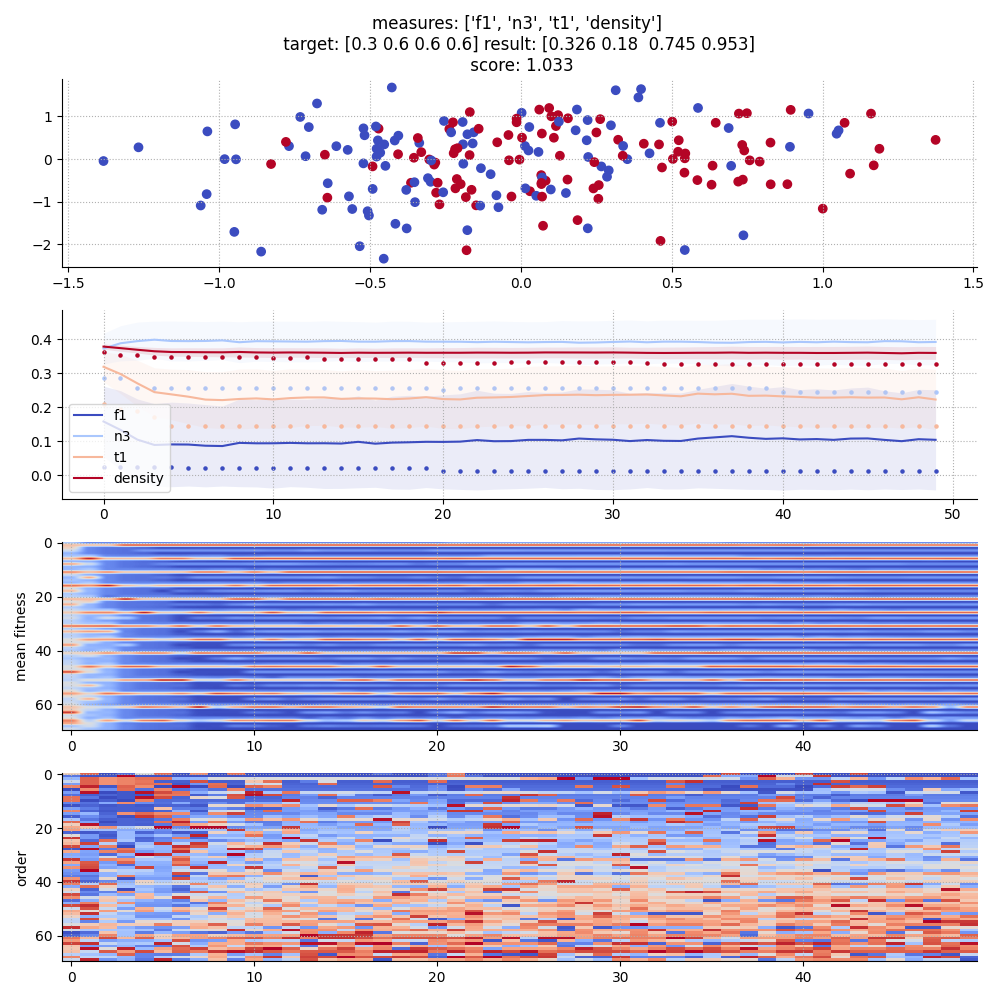 measures: ['f1', 'n3', 't1', 'density']
target: [0.3 0.6 0.6 0.6] result: [0.326 0.18  0.745 0.953]
score: 1.033
1
0
−1
−2
−1.5 −1.0 −0.5 0.0 0.5 1.0 1.5
0.4
0.3
0.2
0.1
0.0
f1
n3
t1
density
0 10 20 30 40 50
mean fitness
0
20
40
60
0 10 20 30 40
order
0
20
40
60
0 10 20 30 40